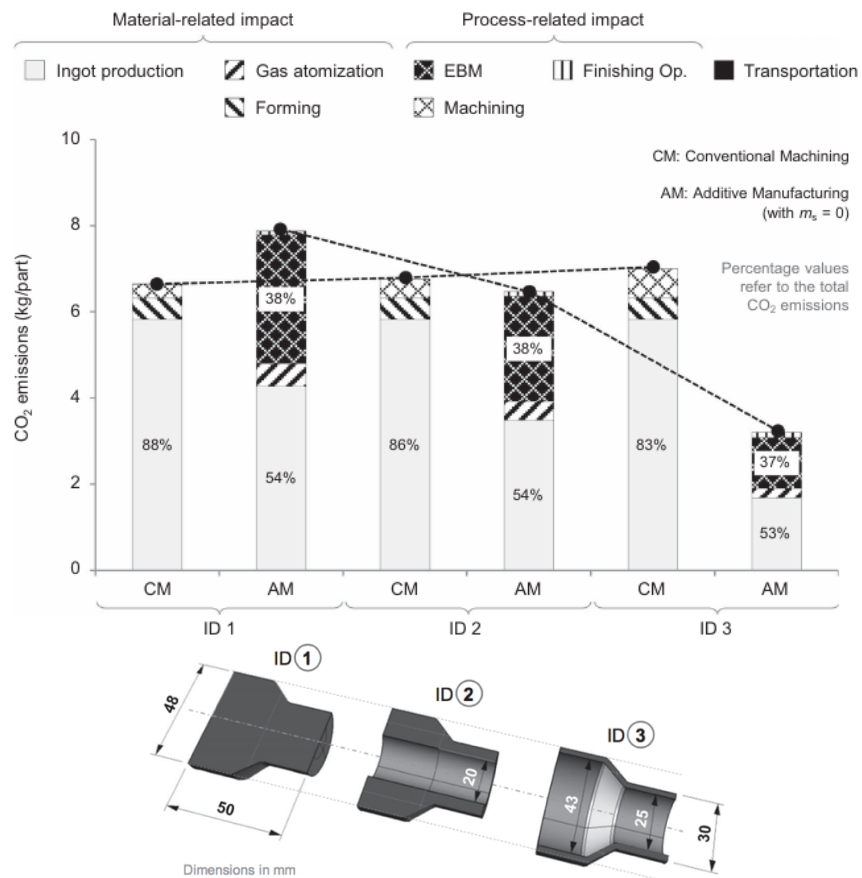 Material-related impact Process-related impact
Ingot production Gas atomization EBM Finishing Op. Transportation
Forming Machining
CO2 emissions (kg/part)
10
8
6
4
2
0
CM: Conventional Machining
AM: Additive Manufacturing
(with ms = 0)
Percentage values
refer to the total
CO2 emissions
38%
38%
88%
86%
83%
54%
54%
37%
53%
CM AM CM AM CM AM
ID 1 ID 2 ID 3
ID 1
ID 2
ID 3
48
50
20
43
25
30
Dimensions in mm